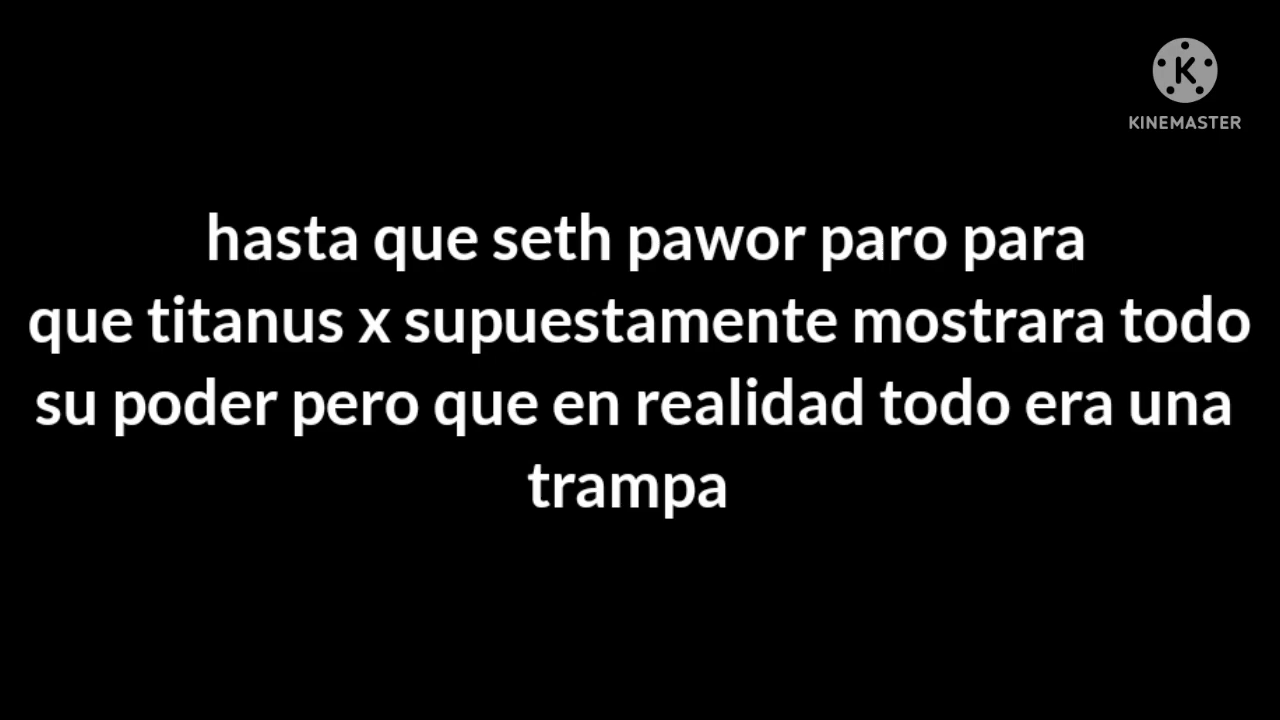 KINEMASTER
hasta que seth pawor paro para
que titanus x supuestamente mostrara todo
su poder pero que en realidad todo era una
trampa